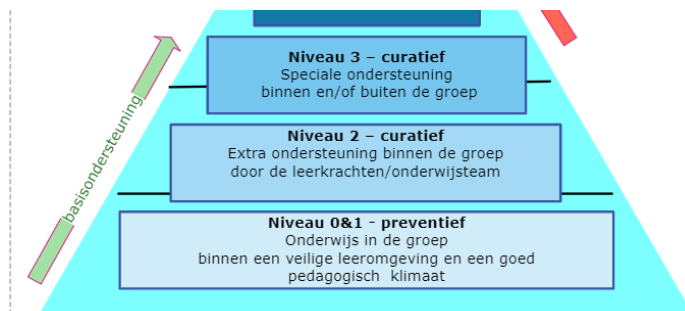 Niveau 3 – curatief
Speciale ondersteuning
binnen en/of buiten de groep
basisondersteuning
Niveau 2 – curatief
Extra ondersteuning binnen de groep
door de leerkrachten/onderwijsteam
Niveau 0&1 - preventief
Onderwijs in de groep
binnen een veilige leeromgeving en een goed
pedagogisch klimaat